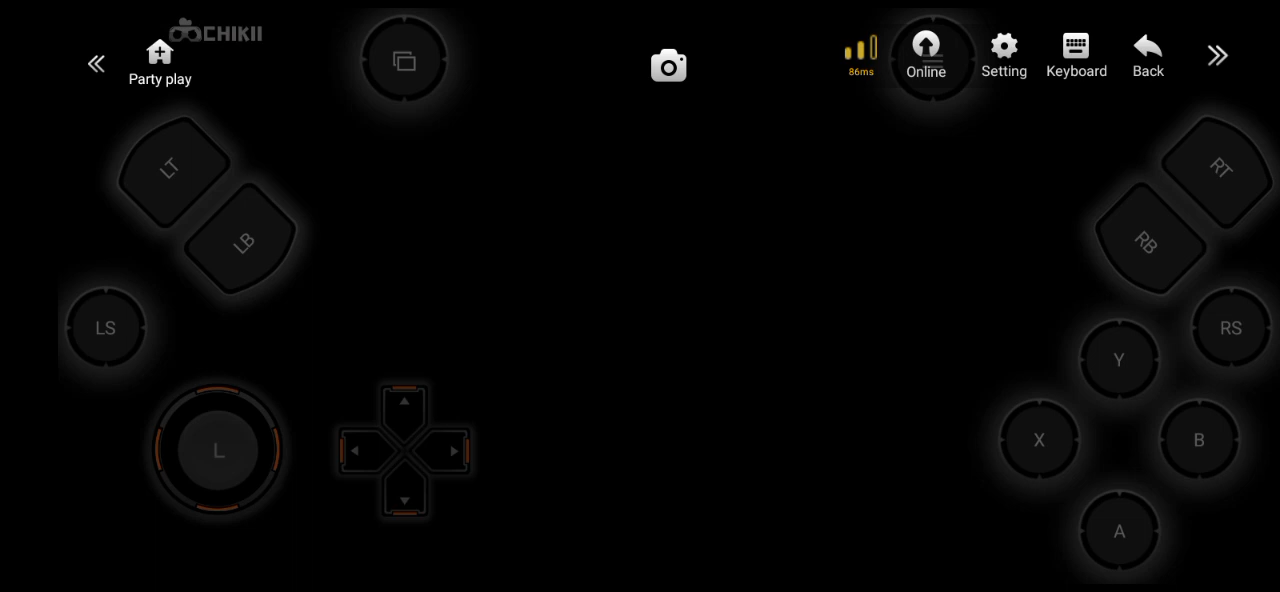 CHIKII
Party play
86ms
Online
Setting
Keyboard
Back
LT
RT
LB
RB
LS
RS
Y
X
B
L
A